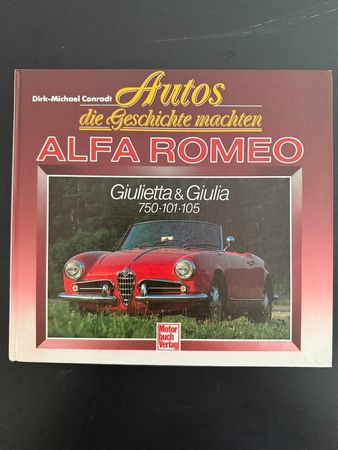 Dirk-Michael Conradt
Autos
die Geschichte machten
ALFA ROMEO
Giulietta & Giulia
750·101·105
Motor
buch
Verlag